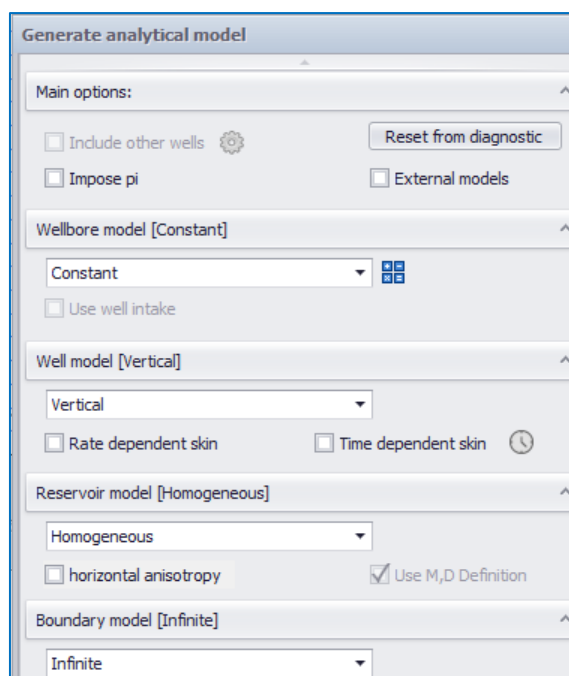 Generate analytical model
Main options:
Include other wells
Reset from diagnostic
Impose pi
External models
Wellbore model [Constant]
Constant
Use well intake
Well model [Vertical]
Vertical
Rate dependent skin
Time dependent skin
Reservoir model [Homogeneous]
Homogeneous
horizontal anisotropy
Use M,D Definition
Boundary model [Infinite]
Infinite